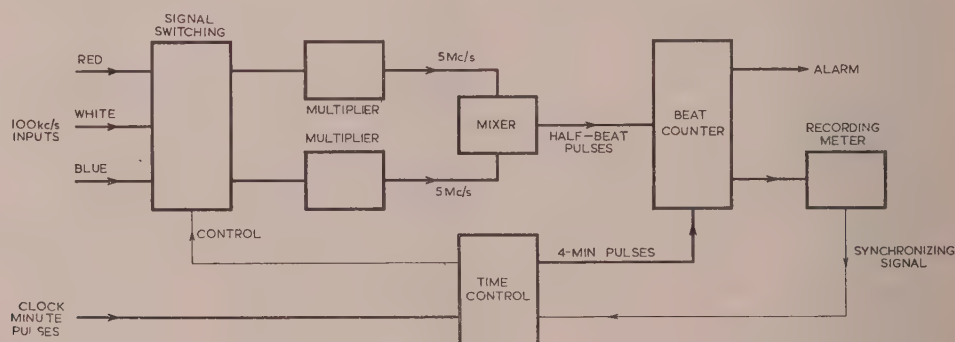 SIGNAL
SWITCHING
RED
WHITE
100kc/s
INPUTS
BLUE
MULTIPLIER
MULTIPLIER
5Mc/s
5Mc/s
MIXER
HALF-BEAT
PULSES
BEAT
COUNTER
ALARM
RECORDING
METER
CONTROL
4-MIN PULSES
SYNCHRONIZING
SIGNAL
TIME
CONTROL
CLOCK
MINUTE
PULSES